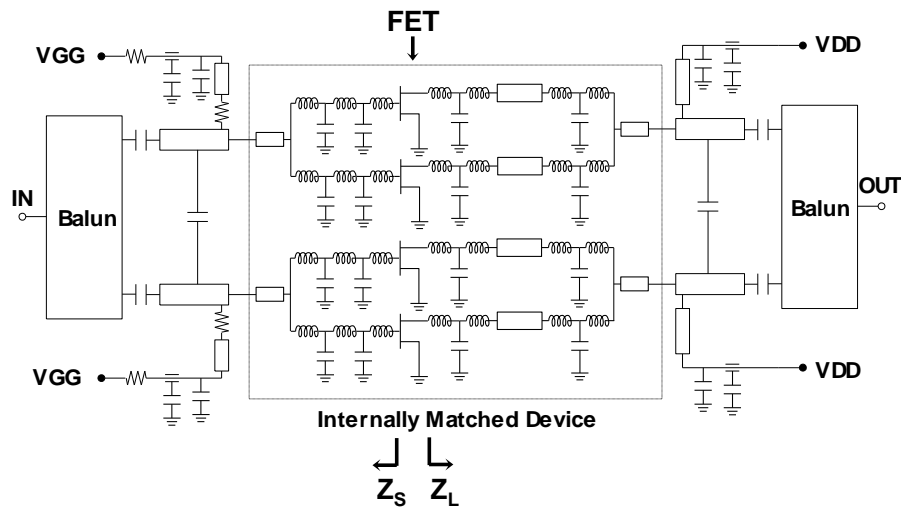 FET
VGG
VDD
IN
Balun
Balun
OUT
VGG
VDD
Internally Matched Device
ZS ZL